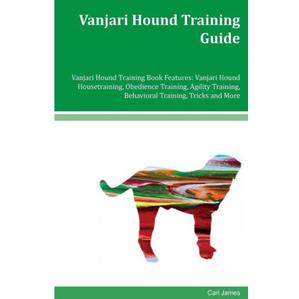 Vanjari Hound Training
Guide
Vanjari Hound Training Book Features: Vanjari Hound
Housetraining, Obedience Training, Agility Training,
Behavioral Training, Tricks and More
Carl James